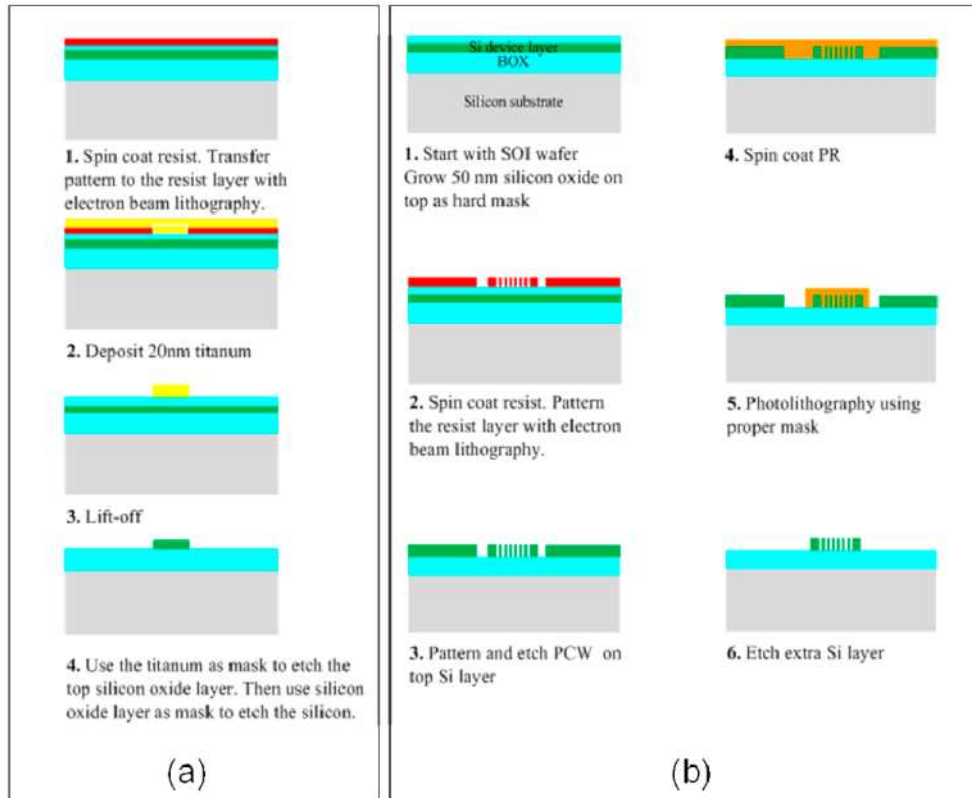 1. Spin coat resist. Transfer
pattern to the resist layer with
electron beam lithography.
2. Deposit 20nm titanum
3. Lift-off
4. Use the titanum as mask to etch the
top silicon oxide layer. Then use silicon
oxide layer as mask to etch the silicon.
(a)
Si device layer
BOX
Silicon substrate
1. Start with SOI wafer
Grow 50 nm silicon oxide on
top as hard mask
2. Spin coat resist. Pattern
the resist layer with electron
beam lithography.
3. Pattern and etch PCW on
top Si layer
4. Spin coat PR
5. Photolithography using
proper mask
6. Etch extra Si layer
(b)